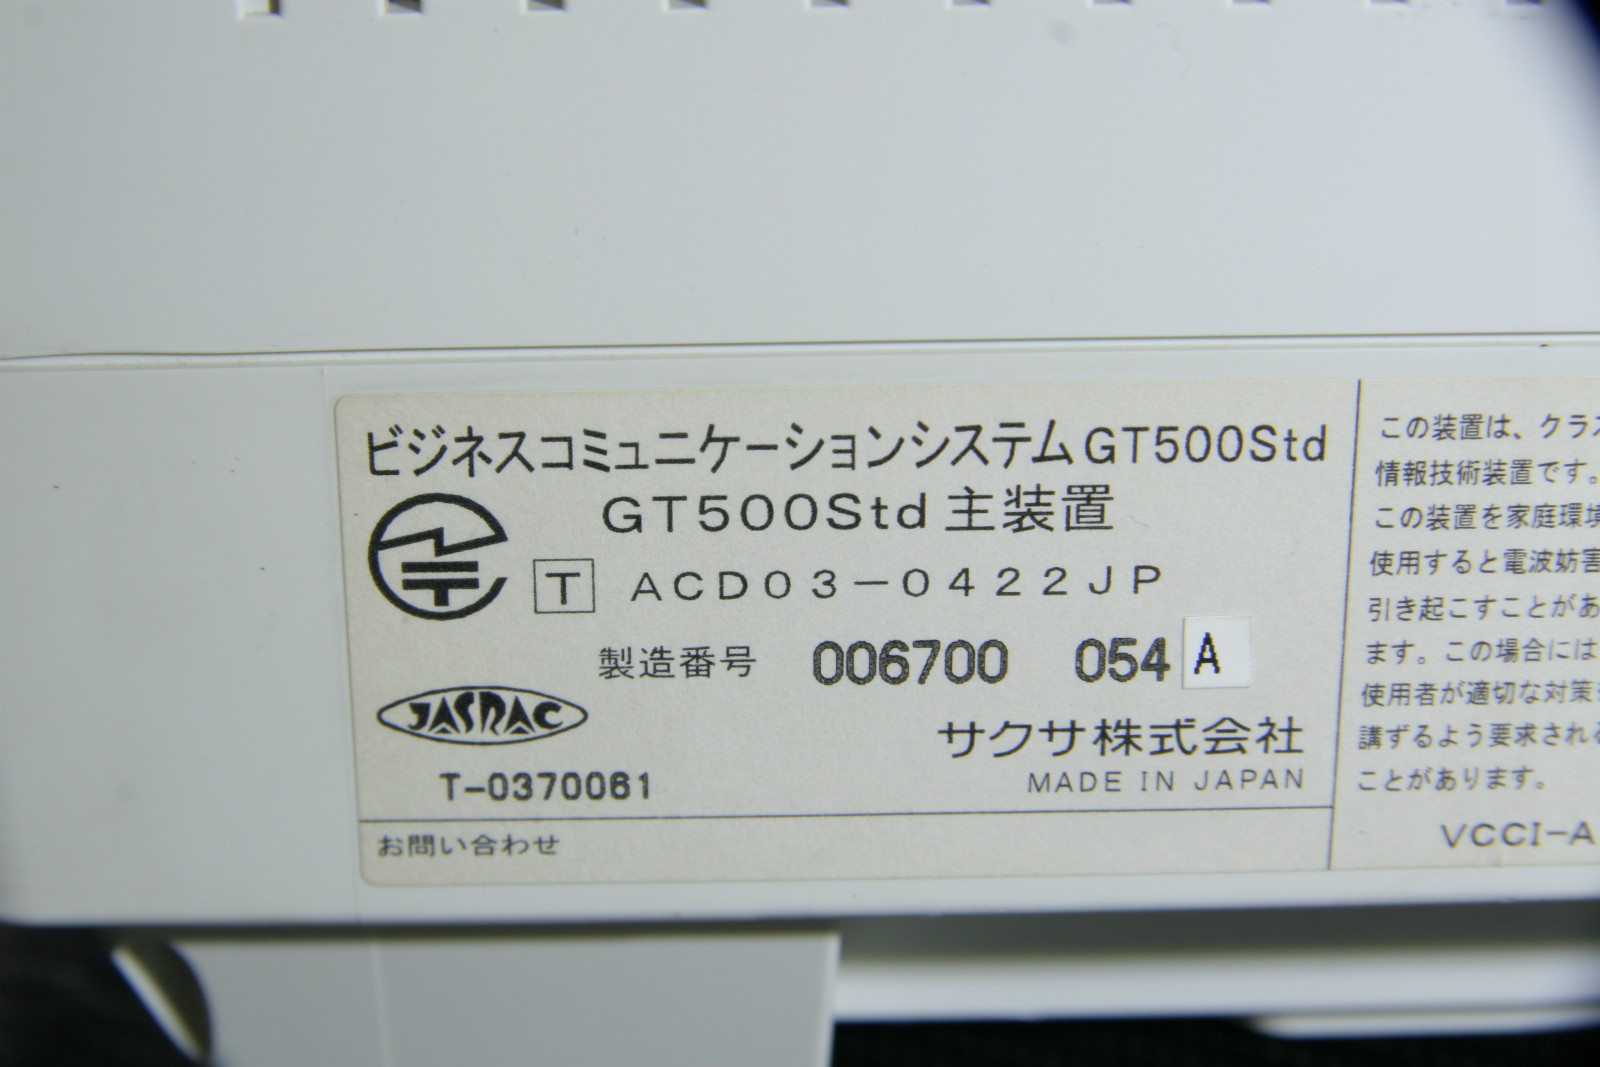 ビジネスコミュニケーションシステムGT500Std
GT500Std 主装置
T ACD03-0422JP
製造番号 006700 054 A
JASRAC
T-0370061
サクサ株式会社
MADE IN JAPAN
お問い合わせ
この装置は、クラス
情報技術装置です。
この装置を家庭環境
使用すると電波妨害
引き起こすことがあ
ます。この場合には
使用者が適切な対策
講ずるよう要求される
ことがあります。
VCCI-A